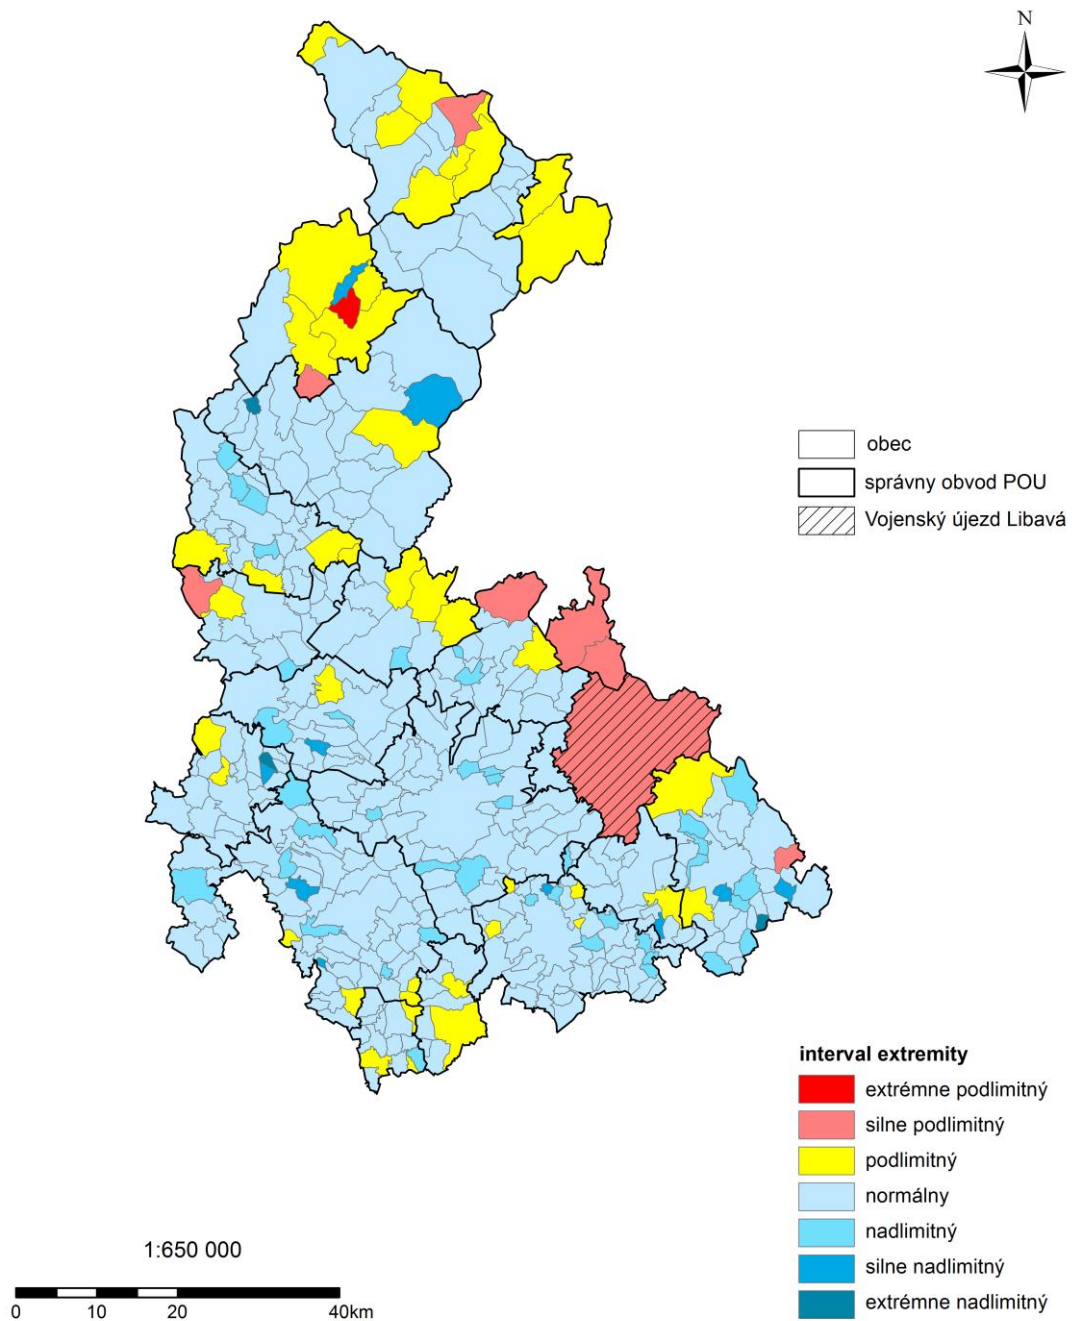 N
obec
správny obvod POU
Vojenský újezd Libavá
interval extremity
extrémne podlimitný
silne podlimitný
podlimitný
normálny
nadlimitný
silne nadlimitný
extrémne nadlimitný
1:650 000
0 10 20 40km